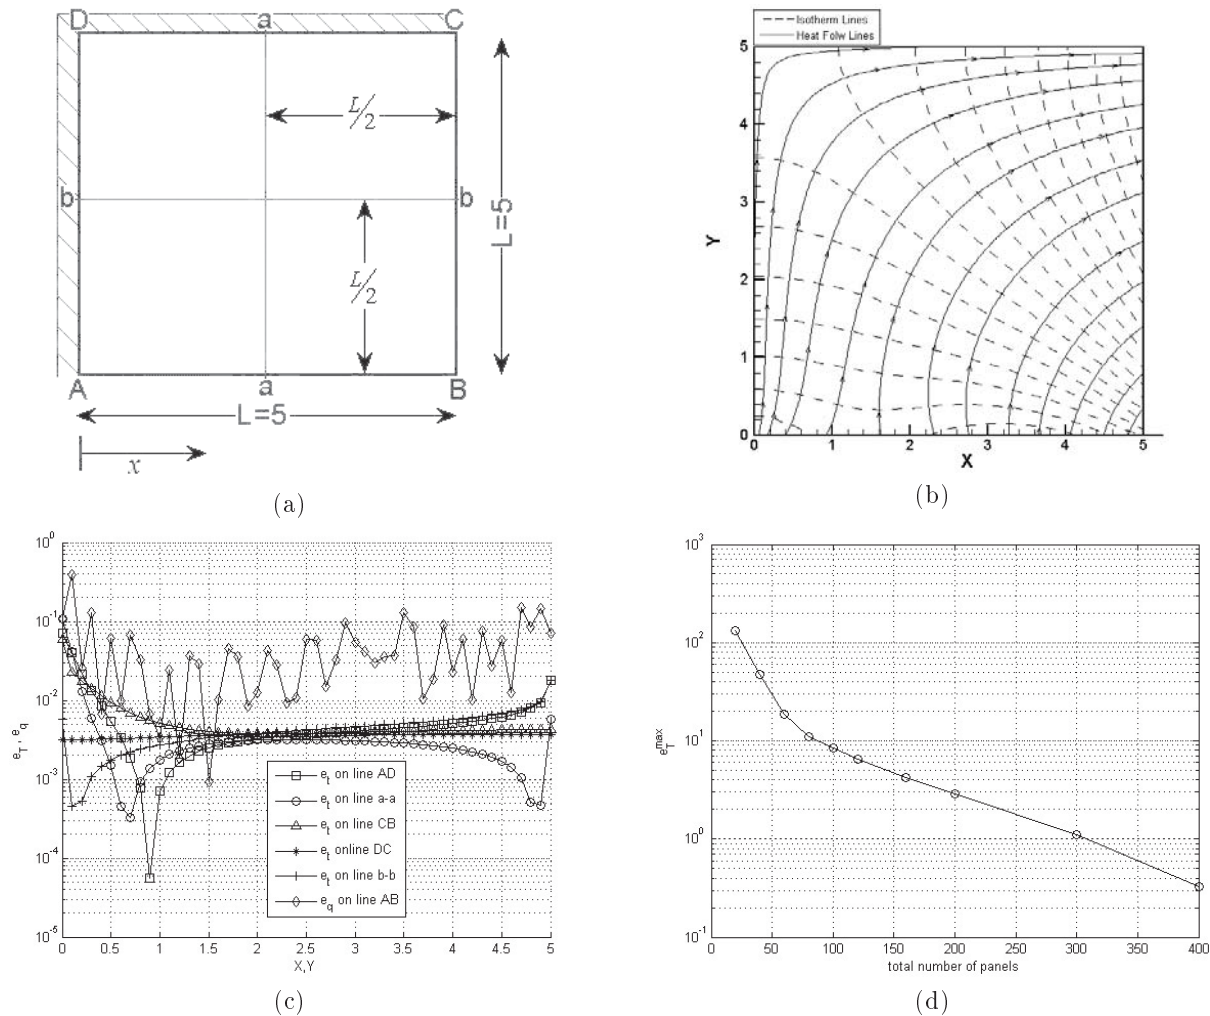 D a C
L/2
b b
L/2
L=5
A a B
L=5
x
(a)
Isotherm Lines
Heat Folw Lines
5
4
3
2
1
0
Y
0 1 2 3 4 5
X
(b)
10^0
10^-1
10^-2
10^-3
10^-4
10^-5
e_T, e_q
e_t on line AD
e_t on line a-a
e_t on line CB
e_t online DC
e_t on line b-b
e_q on line AB
0 0.5 1 1.5 2 2.5 3 3.5 4 4.5 5
X,Y
(c)
10^3
10^2
10^1
10^0
10^-1
e_T^max
0 50 100 150 200 250 300 350 400
total number of panels
(d)